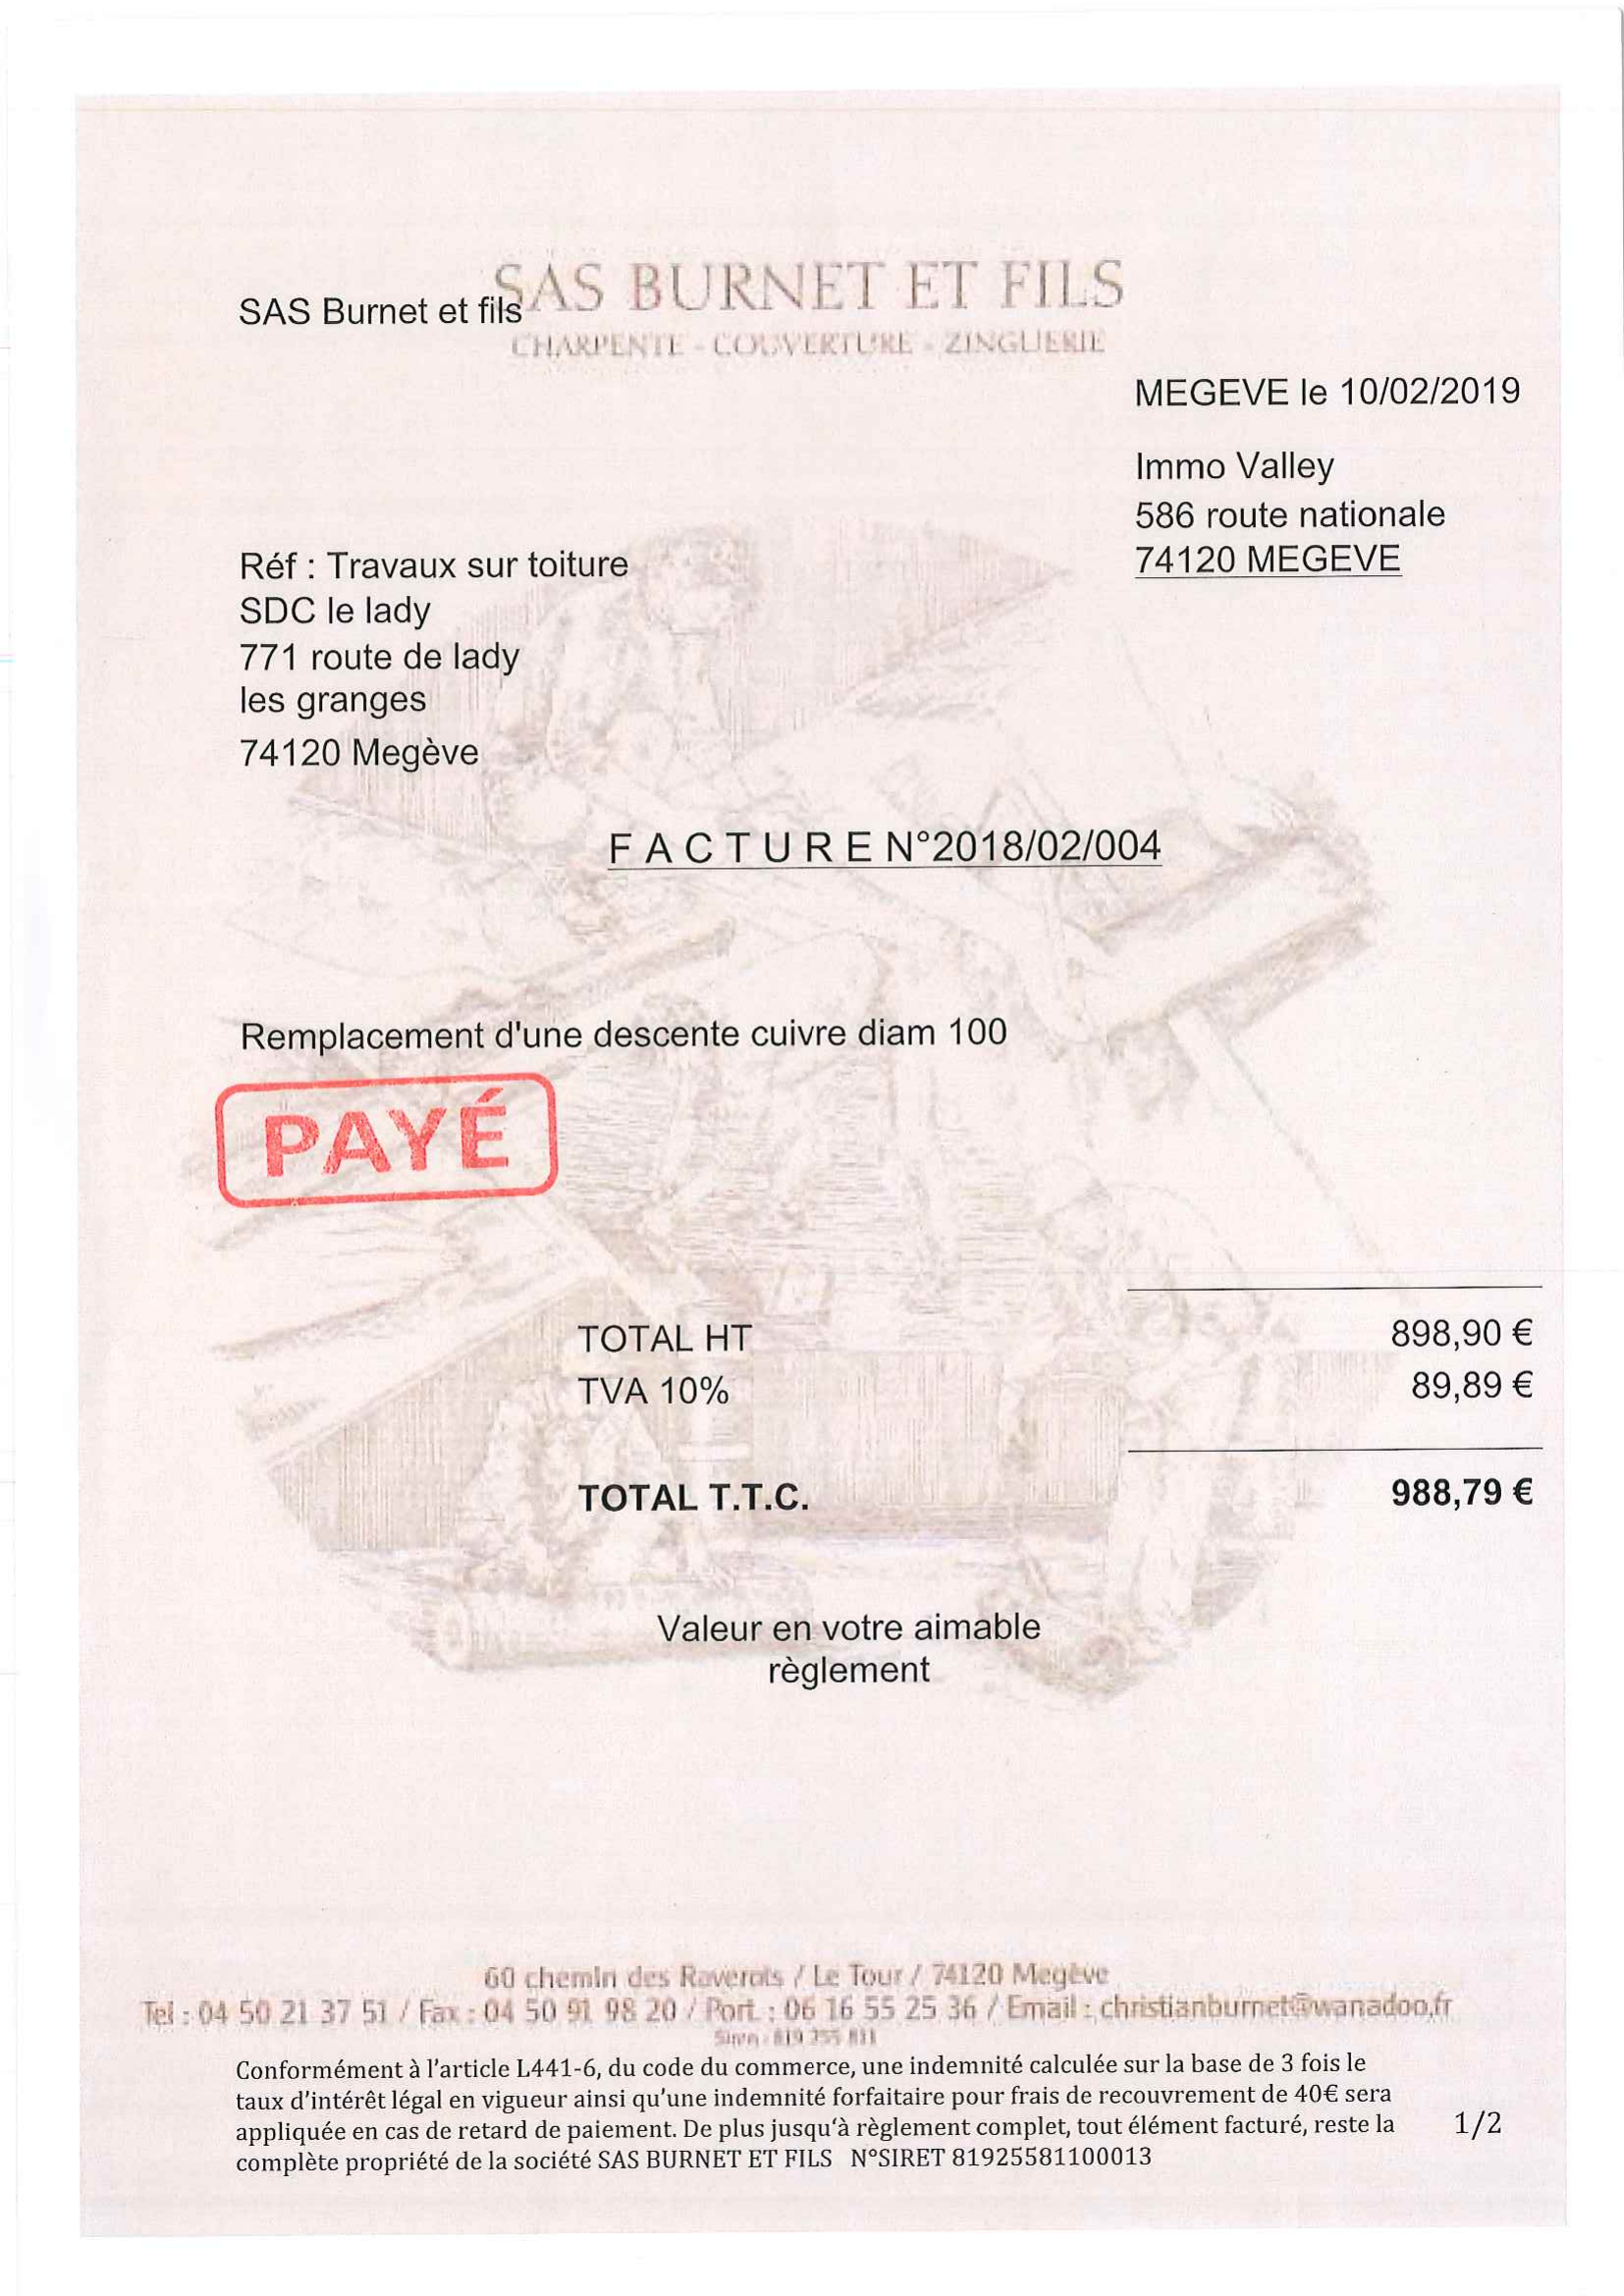 SAS BURNET ET FILS
SAS Burnet et fils
CHARPENTE - COUVERTURE - ZINGUERIE
MEGEVE le 10/02/2019
Immo Valley
586 route nationale
74120 MEGEVE
Réf : Travaux sur toiture
SDC le lady
771 route de lady
les granges
74120 Megève
F A C T U R E N°2018/02/004
Remplacement d'une descente cuivre diam 100
PAYÉ
TOTAL HT 898,90 €
TVA 10% 89,89 €
TOTAL T.T.C. 988,79 €
Valeur en votre aimable
règlement
60 chemin des / Le Tour / 74120 Megève
Tel : 04 50 21 37 51 / Fax : 04 50 91 98 20 / Port. : 06 16 55 25 36 / Email : christianburnet@wanadoo.fr
Siren : 819 255 811
Conformément à l'article L441-6, du code du commerce, une indemnité calculée sur la base de 3 fois le
taux d'intérêt légal en vigueur ainsi qu'une indemnité forfaitaire pour frais de recouvrement de 40€ sera
appliquée en cas de retard de paiement. De plus jusqu'à règlement complet, tout élément facturé, reste la
complète propriété de la société SAS BURNET ET FILS N°SIRET 81925581100013
1/2